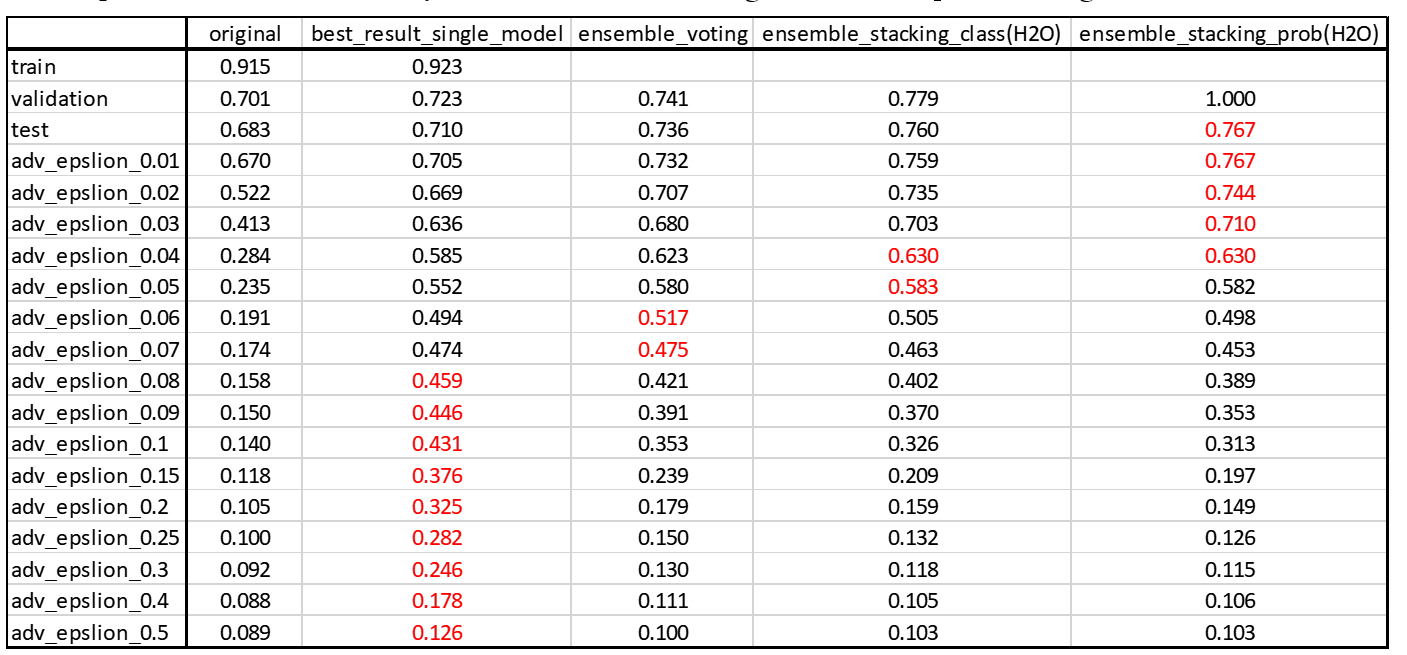 original best_result_single_model ensemble_voting ensemble_stacking_class(H2O) ensemble_stacking_prob(H2O)
train 0.915 0.923
validation 0.701 0.723 0.741 0.779 1.000
test 0.683 0.710 0.736 0.760 0.767
adv_epslion_0.01 0.670 0.705 0.732 0.759 0.767
adv_epslion_0.02 0.522 0.669 0.707 0.735 0.744
adv_epslion_0.03 0.413 0.636 0.680 0.703 0.710
adv_epslion_0.04 0.284 0.585 0.623 0.630 0.630
adv_epslion_0.05 0.235 0.552 0.580 0.583 0.582
adv_epslion_0.06 0.191 0.494 0.517 0.505 0.498
adv_epslion_0.07 0.174 0.474 0.475 0.463 0.453
adv_epslion_0.08 0.158 0.459 0.421 0.402 0.389
adv_epslion_0.09 0.150 0.446 0.391 0.370 0.353
adv_epslion_0.1 0.140 0.431 0.353 0.326 0.313
adv_epslion_0.15 0.118 0.376 0.239 0.209 0.197
adv_epslion_0.2 0.105 0.325 0.179 0.159 0.149
adv_epslion_0.25 0.100 0.282 0.150 0.132 0.126
adv_epslion_0.3 0.092 0.246 0.130 0.118 0.115
adv_epslion_0.4 0.088 0.178 0.111 0.105 0.106
adv_epslion_0.5 0.089 0.126 0.100 0.103 0.103